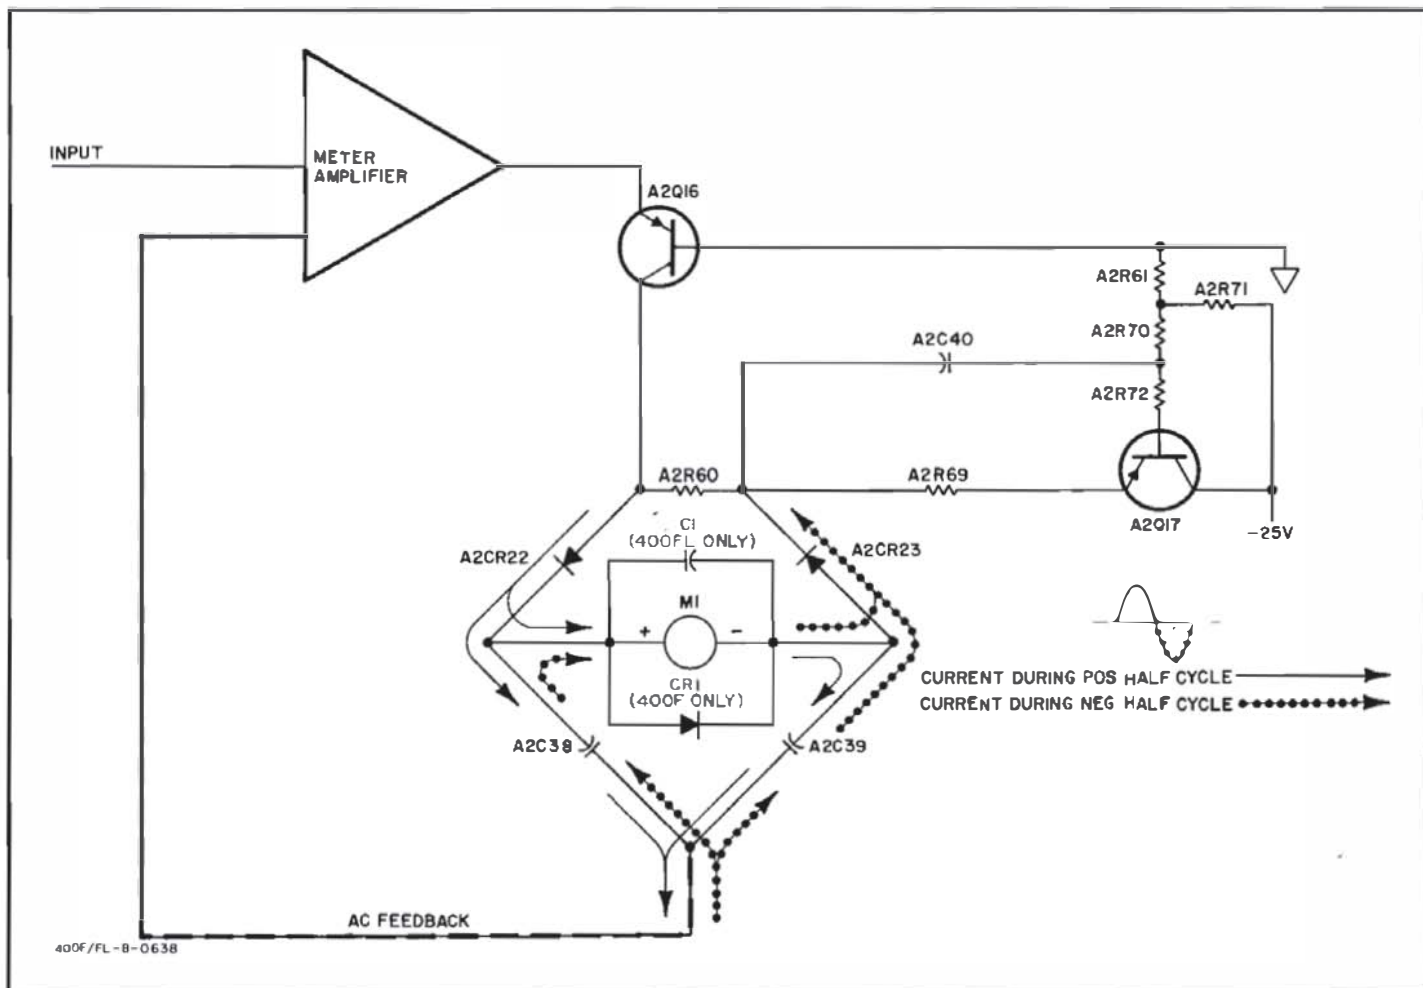 INPUT
METER
AMPLIFIER
A2Q16
A2R61
A2R71
A2R70
A2C40
A2R72
A2R60
A2R69
A2Q17
-25V
C1
(400FL ONLY)
A2CR22
A2CR23
M1
+
-
CR1
(400F ONLY)
CURRENT DURING POS HALF CYCLE
CURRENT DURING NEG HALF CYCLE
A2C38
A2C39
AC FEEDBACK
400F/FL-B-0638